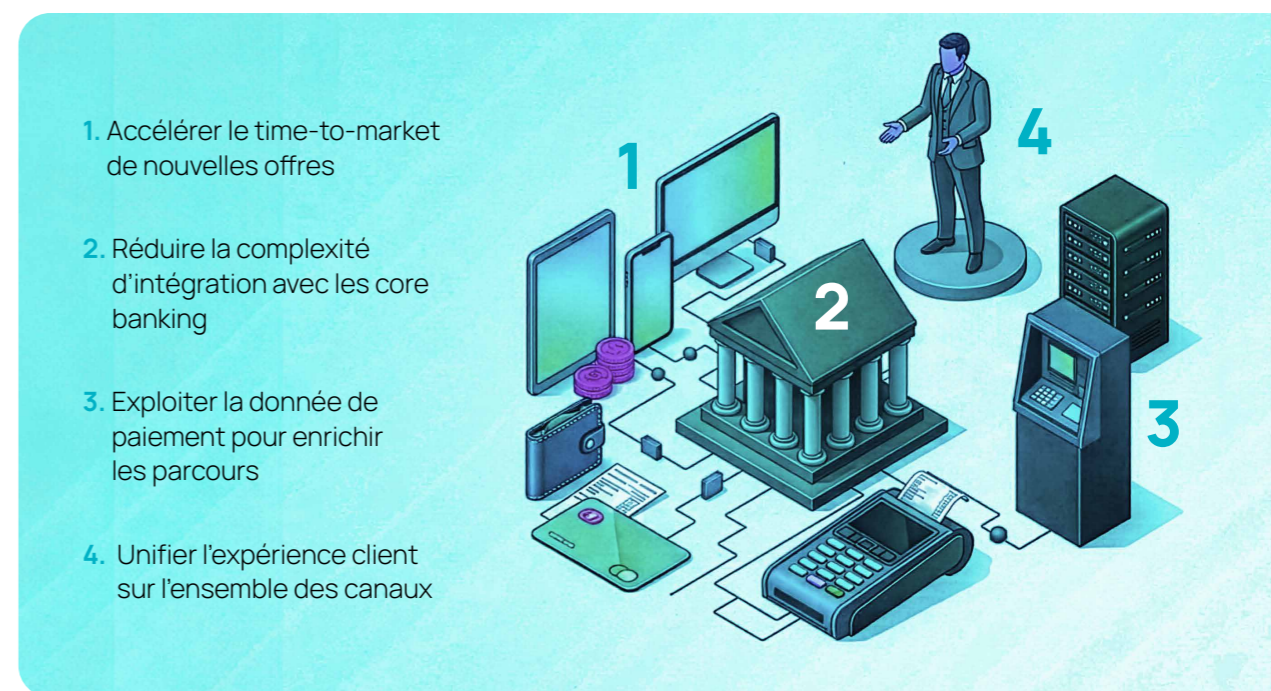 1. Accélérer le time-to-market
de nouvelles offres
2. Réduire la complexité
d’intégration avec les core
banking
3. Exploiter la donnée de
paiement pour enrichir
les parcours
4. Unifier l’expérience client
sur l’ensemble des canaux
1
4
2
3